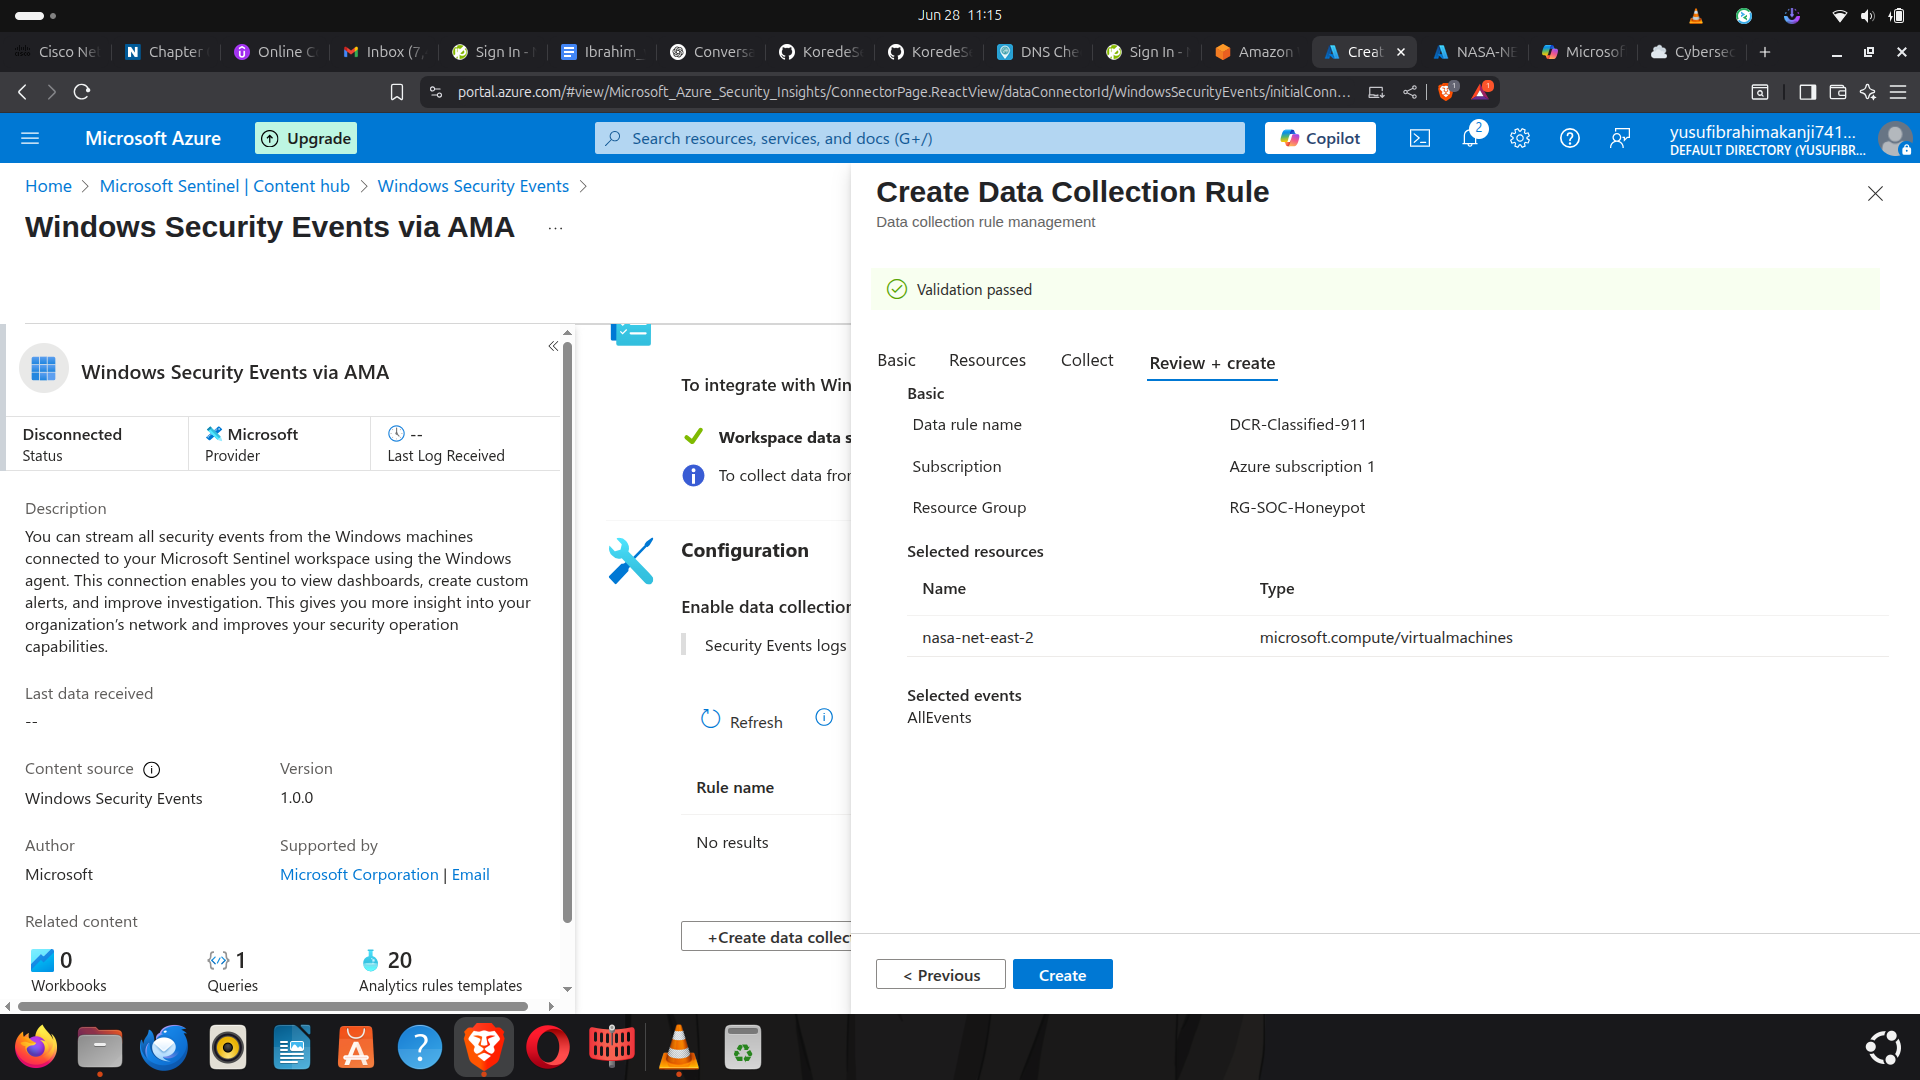 Jun 28 11:15
Cisco Ne
Chapter
Online C
Inbox (7,
Sign In -
Ibrahim_
Convers
KoredeS
KoredeS
DNS Che
Sign In -
Amazon
Creat
NASA-NE
Microsof
Cybersec
portal.azure.com/#view/Microsoft_Azure_Security_Insights/ConnectorPage.ReactView/dataConnectorId/WindowsSecurityEvents/initialConn...
1
1
Microsoft Azure
Upgrade
Search resources, services, and docs (G+/)
Copilot
2
yusufibrahimakanji741...
DEFAULT DIRECTORY (YUSUFIBR...
Home > Microsoft Sentinel | Content hub > Windows Security Events >
Windows Security Events via AMA ...
Windows Security Events via AMA
Disconnected
Status
Microsoft
Provider
--
Last Log Received
Description
You can stream all security events from the Windows machines
connected to your Microsoft Sentinel workspace using the Windows
agent. This connection enables you to view dashboards, create custom
alerts, and improve investigation. This gives you more insight into your
organization's network and improves your security operation
capabilities.
Last data received
--
Content source
Windows Security Events
Version
1.0.0
Author
Microsoft
Supported by
Microsoft Corporation | Email
Related content
0
Workbooks
1
Queries
20
Analytics rules templates
To integrate with Win
Workspace data s
To collect data fror
Configuration
Enable data collection
Security Events logs
Refresh
Rule name
No results
+Create data collec
Create Data Collection Rule
Data collection rule management
Validation passed
Basic
Resources
Collect
Review + create
Basic
Data rule name DCR-Classified-911
Subscription Azure subscription 1
Resource Group RG-SOC-Honeypot
Selected resources
Name Type
nasa-net-east-2 microsoft.compute/virtualmachines
Selected events
AllEvents
< Previous
Create